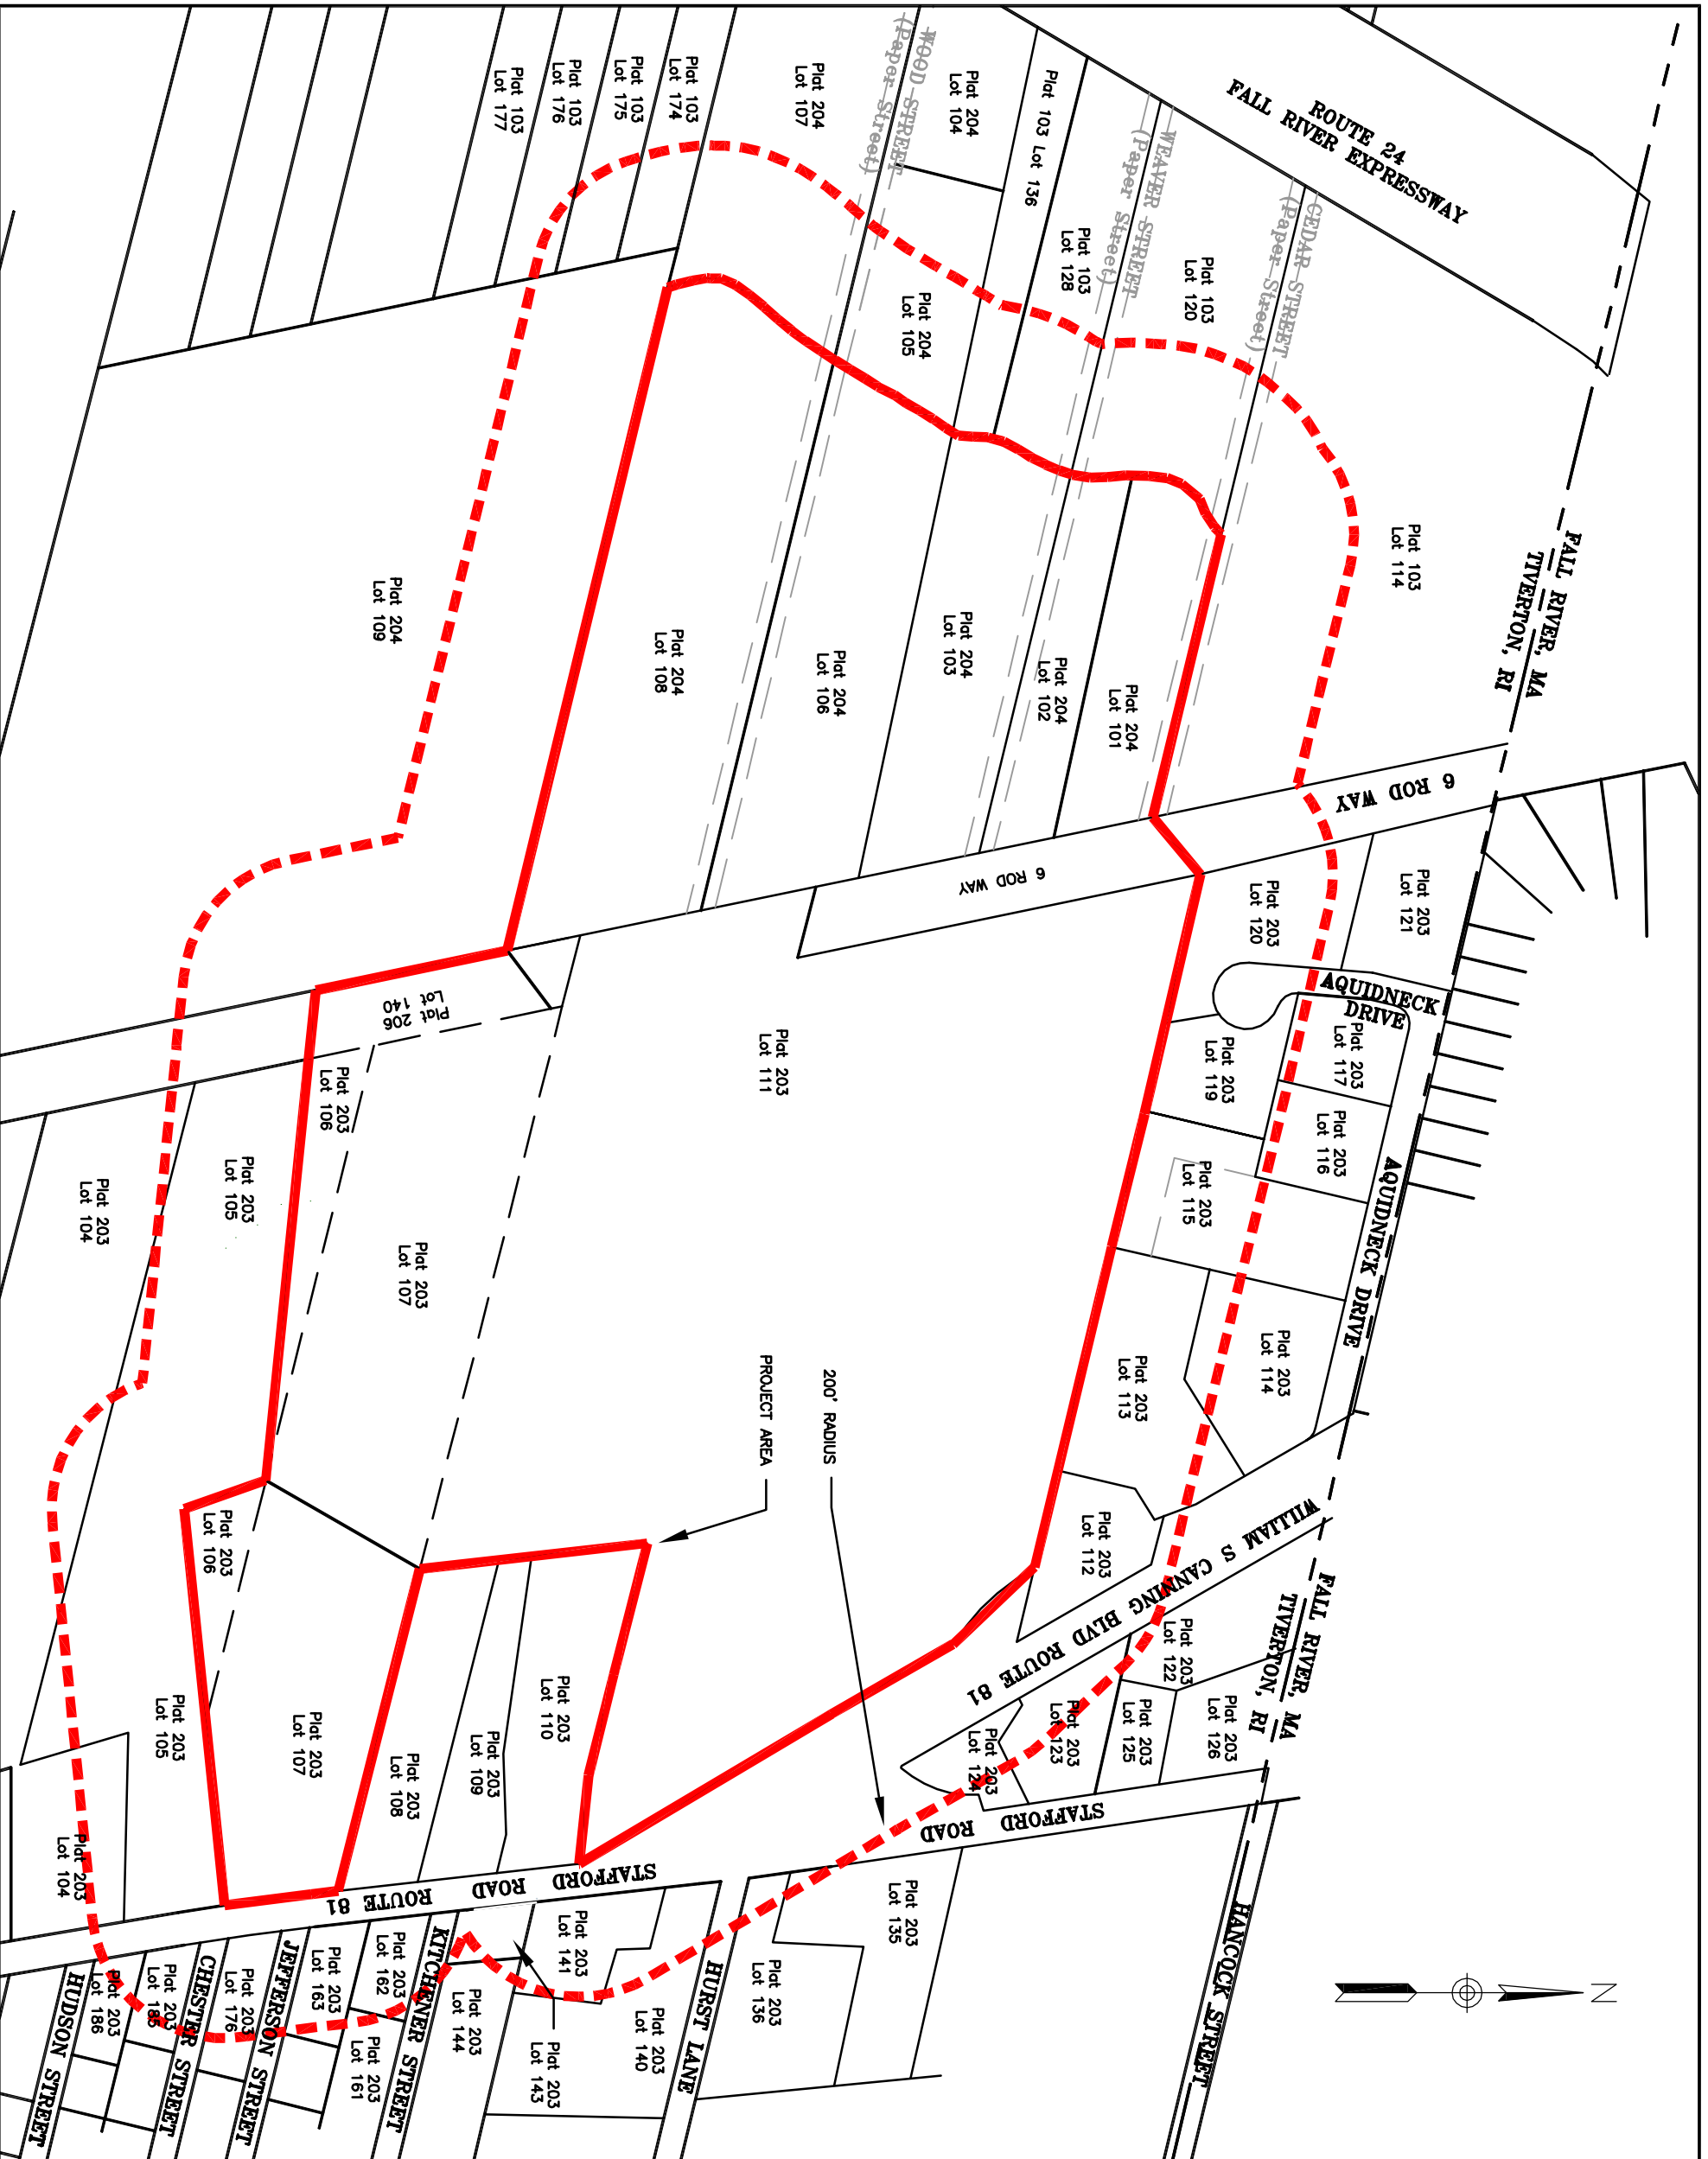 ROUTE 24
FALL RIVER EXPRESSWAY
Plat 103
Lot 177
Plat 103
Lot 176
Plat 103
Lot 175
Plat 103
Lot 174
Plat 204
Lot 107
WOOD STREET
(Paper Street)
Plat 204
Lot 104
Plat 103 Lot 136
WEAVER STREET
(Paper Street)
Plat 103
Lot 128
Plat 103
Lot 120
CEDAR STREET
(Paper Street)
Plat 204
Lot 105
Plat 103
Lot 114
FALL RIVER, MA
TIVERTON, RI
Plat 204
Lot 109
Plat 204
Lot 108
Plat 204
Lot 106
Plat 204
Lot 103
Plat 204
Lot 102
Plat 204
Lot 101
6 ROD WAY
6 ROD WAY
Plat 203
Lot 121
Plat 203
Lot 120
AQUIDNECK
DRIVE
Plat 206
Lot 140
Plat 203
Lot 111
Plat 203
Lot 117
Plat 203
Lot 119
Plat 203
Lot 116
Plat 203
Lot 115
AQUIDNECK DRIVE
Plat 203
Lot 106
Plat 203
Lot 105
Plat 203
Lot 104
Plat 203
Lot 107
Plat 203
Lot 114
Plat 203
Lot 113
PROJECT AREA
200' RADIUS
Plat 203
Lot 112
WILLIAM S CANNING BLVD ROUTE 81
FALL RIVER, MA
TIVERTON, RI
Plat 203
Lot 106
Plat 203
Lot 122
Plat 203
Lot 126
Plat 203
Lot 125
Plat 203
Lot 123
Plat 203
Lot 124
Plat 203
Lot 105
Plat 203
Lot 107
Plat 203
Lot 108
Plat 203
Lot 109
Plat 203
Lot 110
STAFFORD ROAD
Plat 203
Lot 104
STAFFORD ROAD ROUTE 81
Plat 203
Lot 135
HANCOCK STREET
Plat 203
Lot 141
Plat 203
Lot 136
HURST LANE
Plat 203
Lot 162
KITCHENER STREET
Plat 203
Lot 163
JEFFERSON STREET
Plat 203
Lot 176
CHESTER STREET
Plat 203
Lot 185
Plat 203
Lot 186
HUDSON STREET
Plat 203
Lot 161
Plat 203
Lot 144
Plat 203
Lot 143
Plat 203
Lot 140
N